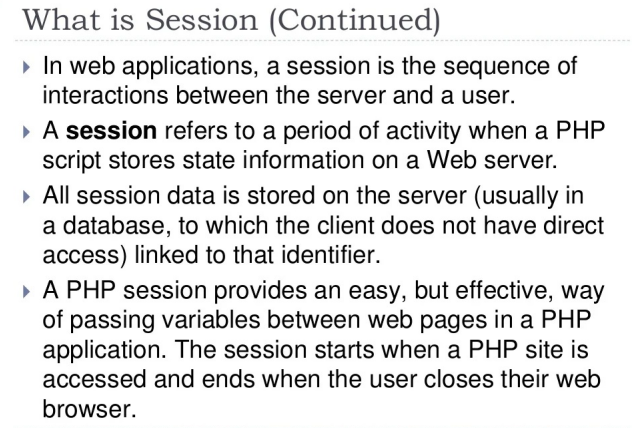 What is Session (Continued)
In web applications, a session is the sequence of
interactions between the server and a user.
A session refers to a period of activity when a PHP
script stores state information on a Web server.
All session data is stored on the server (usually in
a database, to which the client does not have direct
access) linked to that identifier.
A PHP session provides an easy, but effective, way
of passing variables between web pages in a PHP
application. The session starts when a PHP site is
accessed and ends when the user closes their web
browser.